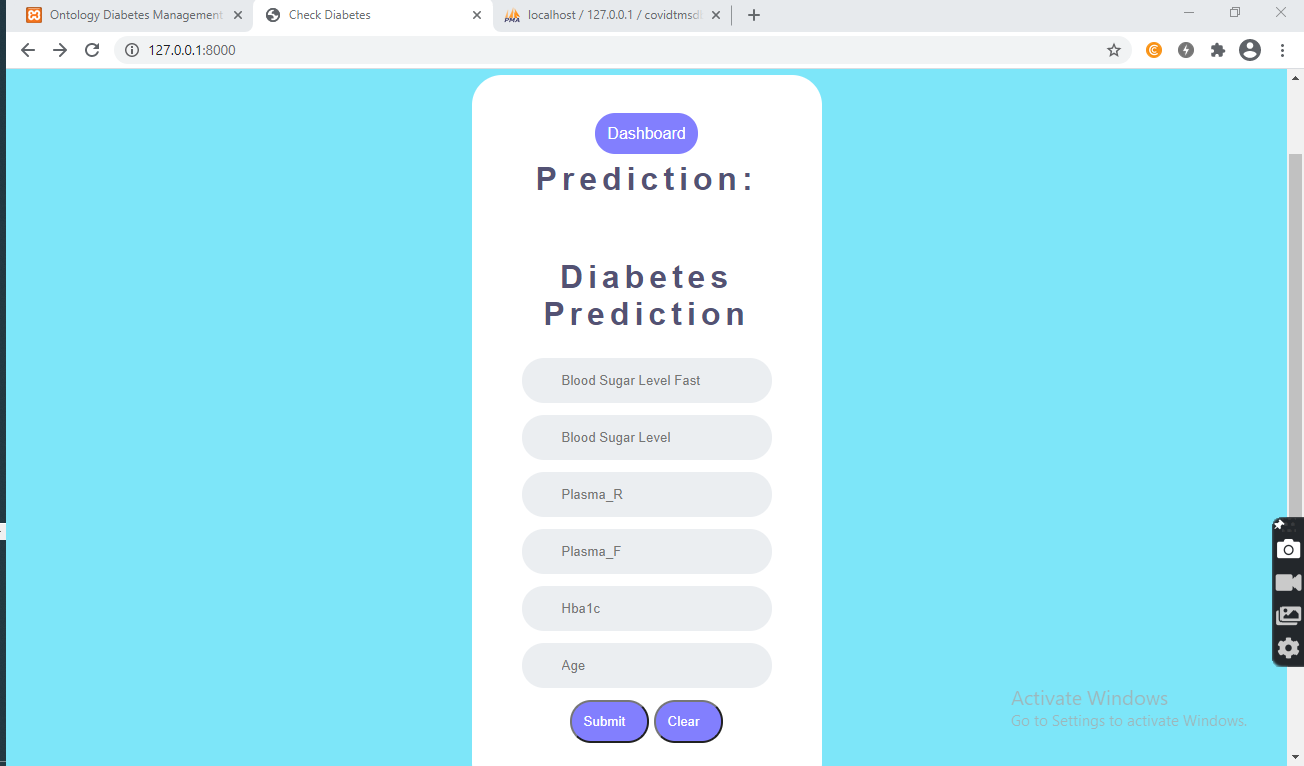 Ontology Diabetes Management
Check Diabetes
PMA
localhost / 127.0.0.1 / covidtmsd
127.0.0.1:8000
Dashboard
Prediction:
Diabetes
Prediction
Blood Sugar Level Fast
Blood Sugar Level
Plasma_R
Plasma_F
Hba1c
Age
Submit
Clear
Activate Windows
Go to Settings to activate Windows.